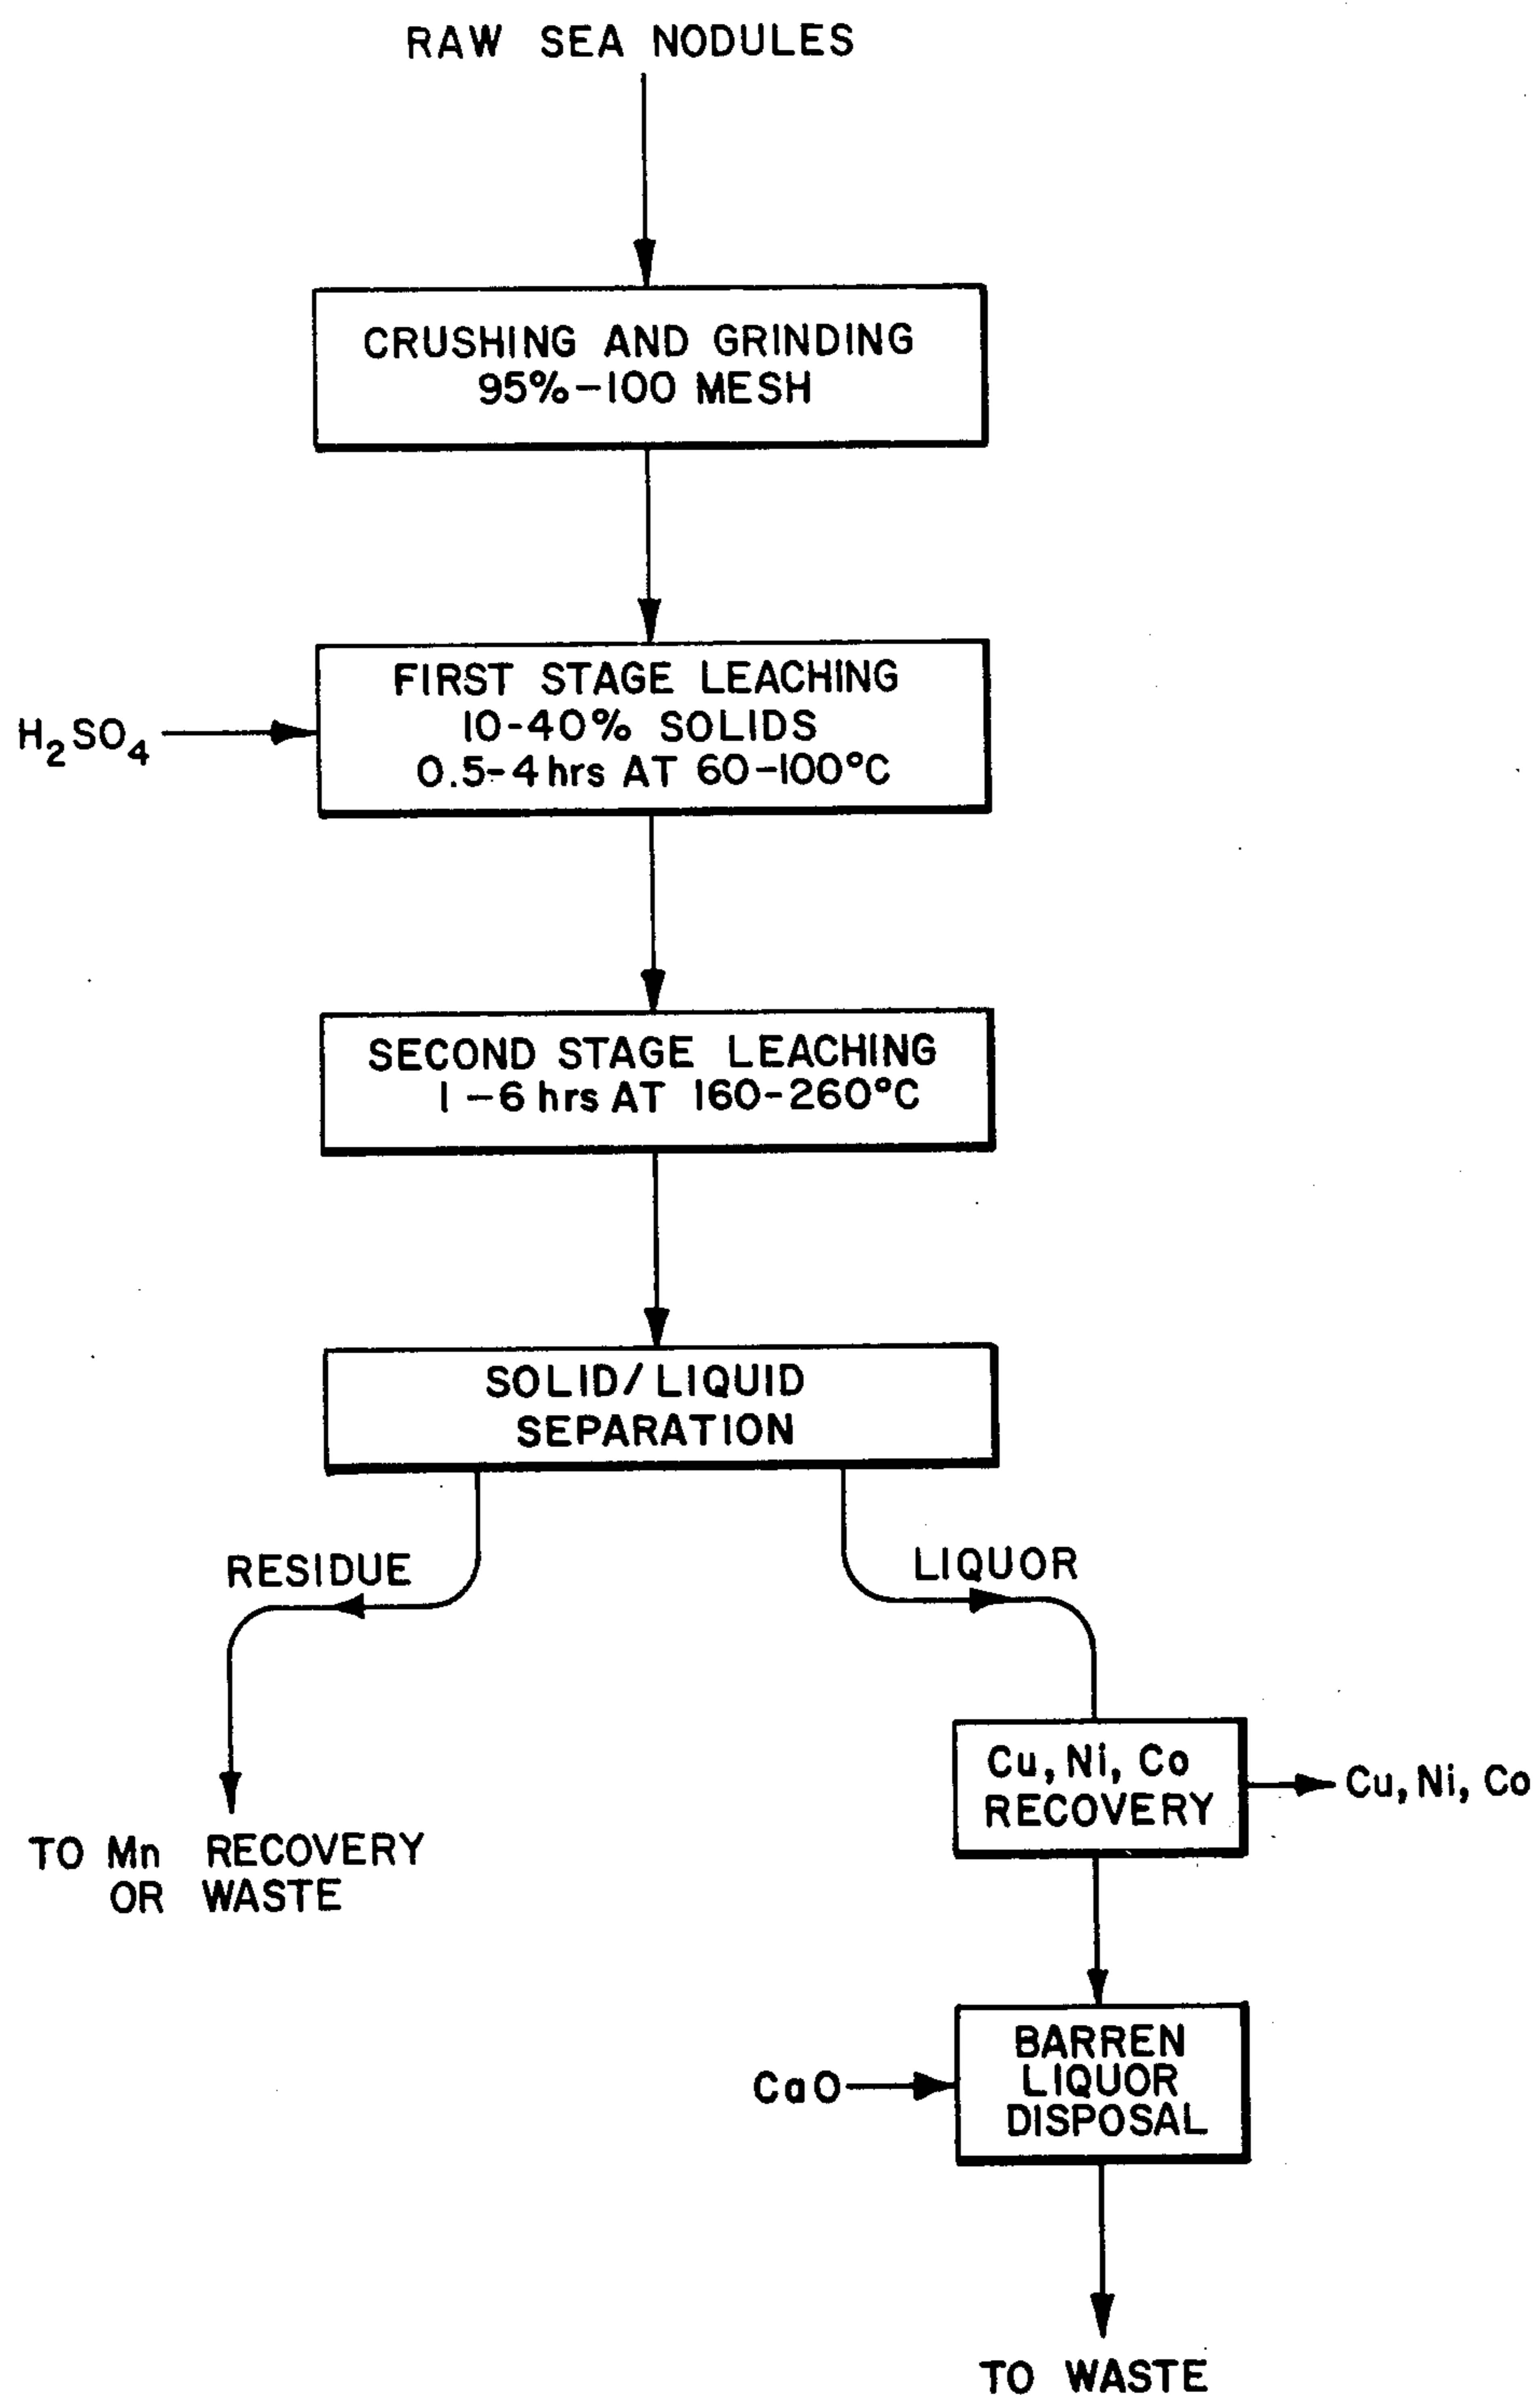 RAW SEA NODULES
CRUSHING AND GRINDING
95%-100 MESH
FIRST STAGE LEACHING
10-40% SOLIDS
0.5-4 hrs AT 60-100°C
H₂SO₄
SECOND STAGE LEACHING
1-6 hrs AT 160-260°C
SOLID/LIQUID
SEPARATION
RESIDUE
LIQUOR
Cu, Ni, Co
RECOVERY
Cu, Ni, Co
TO Mn RECOVERY
OR WASTE
BARREN
LIQUOR
DISPOSAL
CaO
TO WASTE